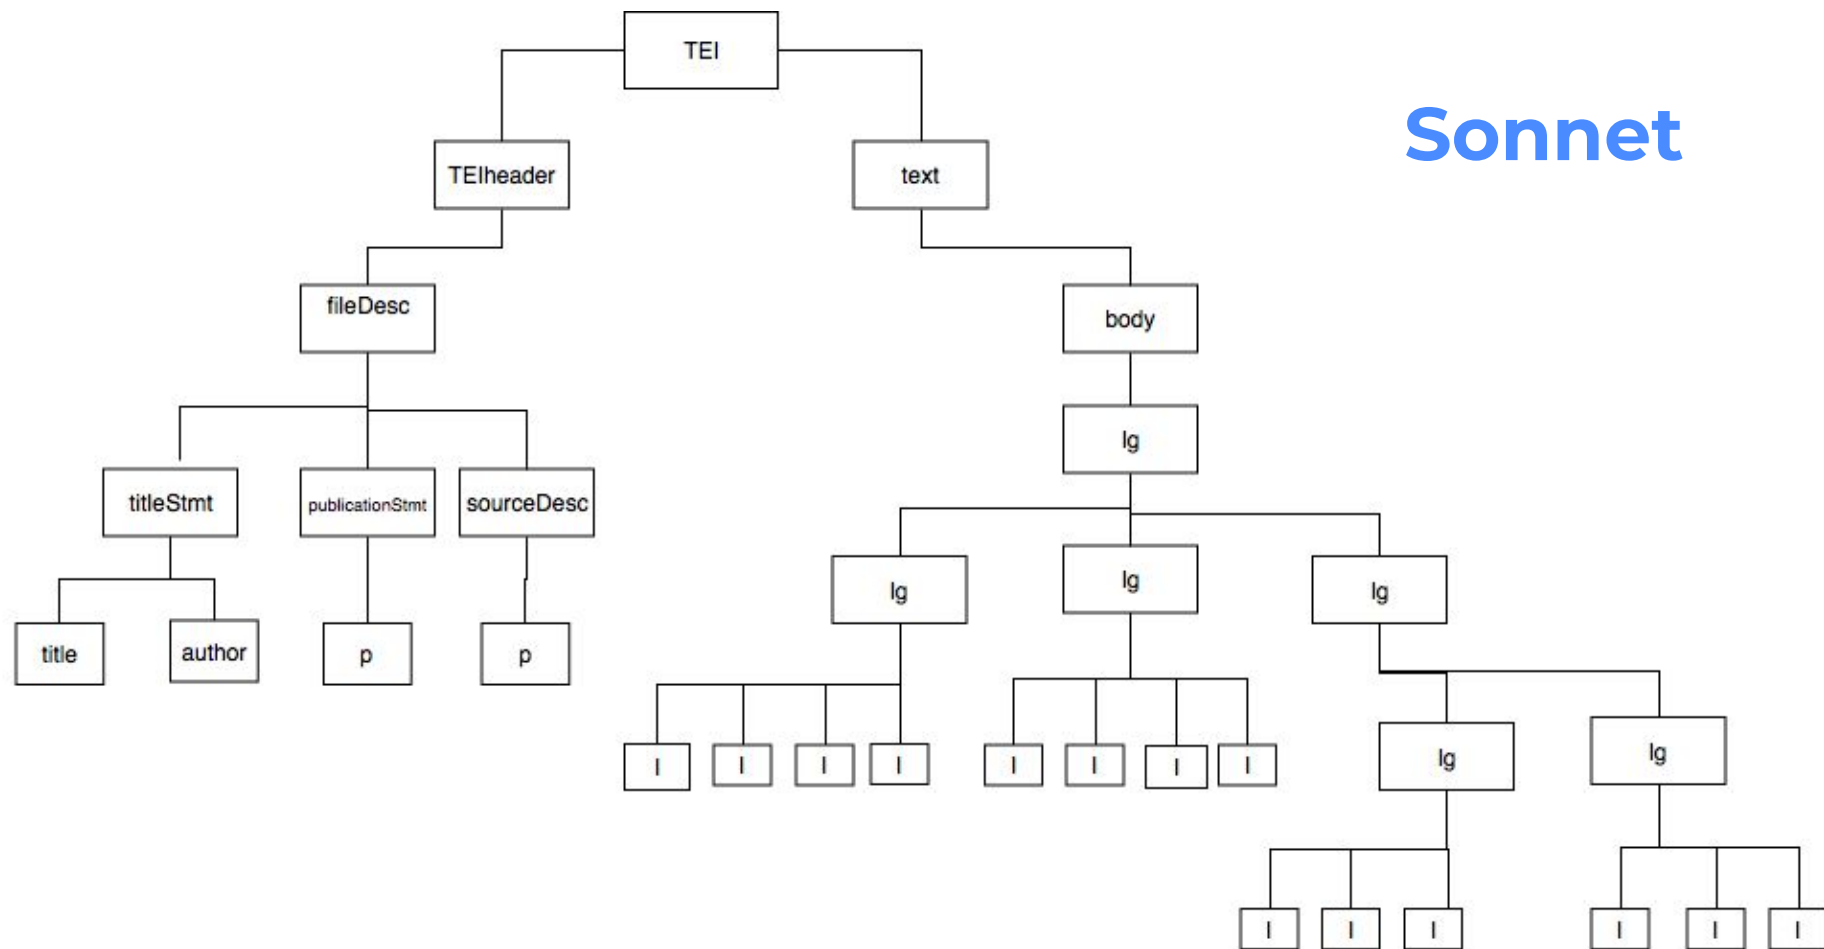 TEI
Sonnet
TEIheader
text
fileDesc
body
lg
titleStmt
publicationStmt
sourceDesc
lg
lg
lg
title
author
p
p
l
l
l
l
l
l
l
l
lg
lg
l
l
l
l
l
l